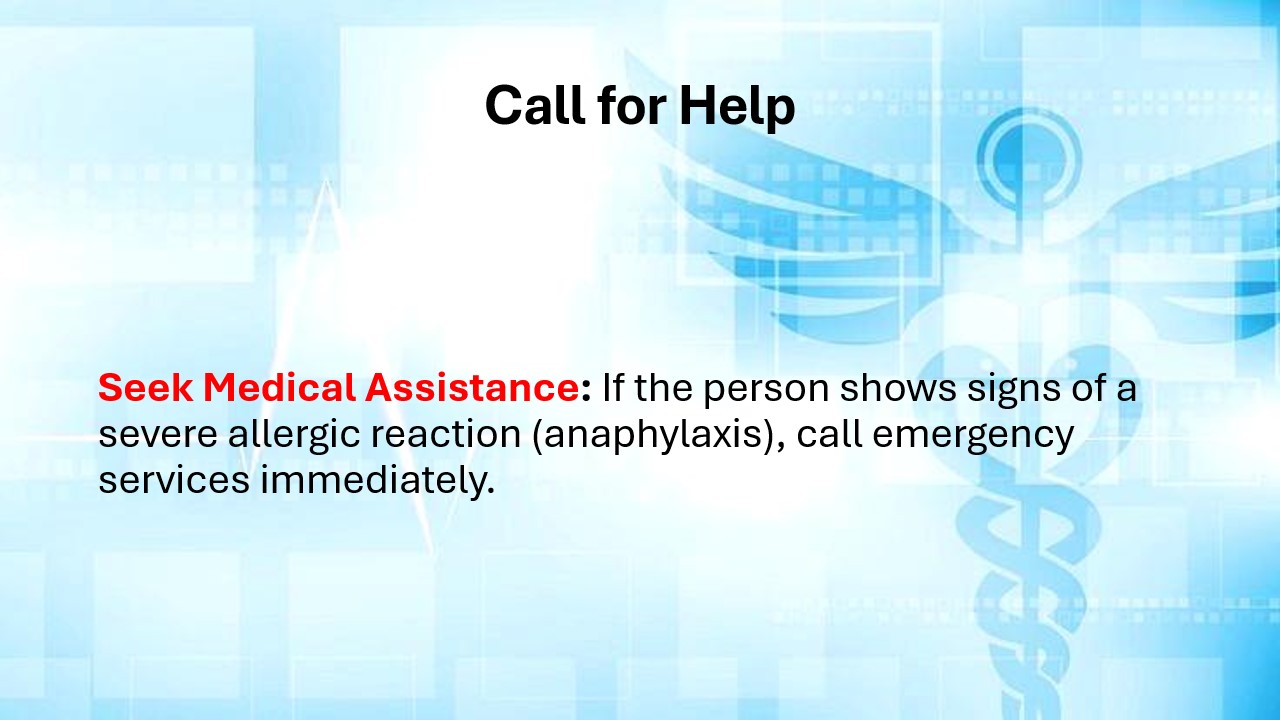 Call for Help
Seek Medical Assistance: If the person shows signs of a
severe allergic reaction (anaphylaxis), call emergency
services immediately.